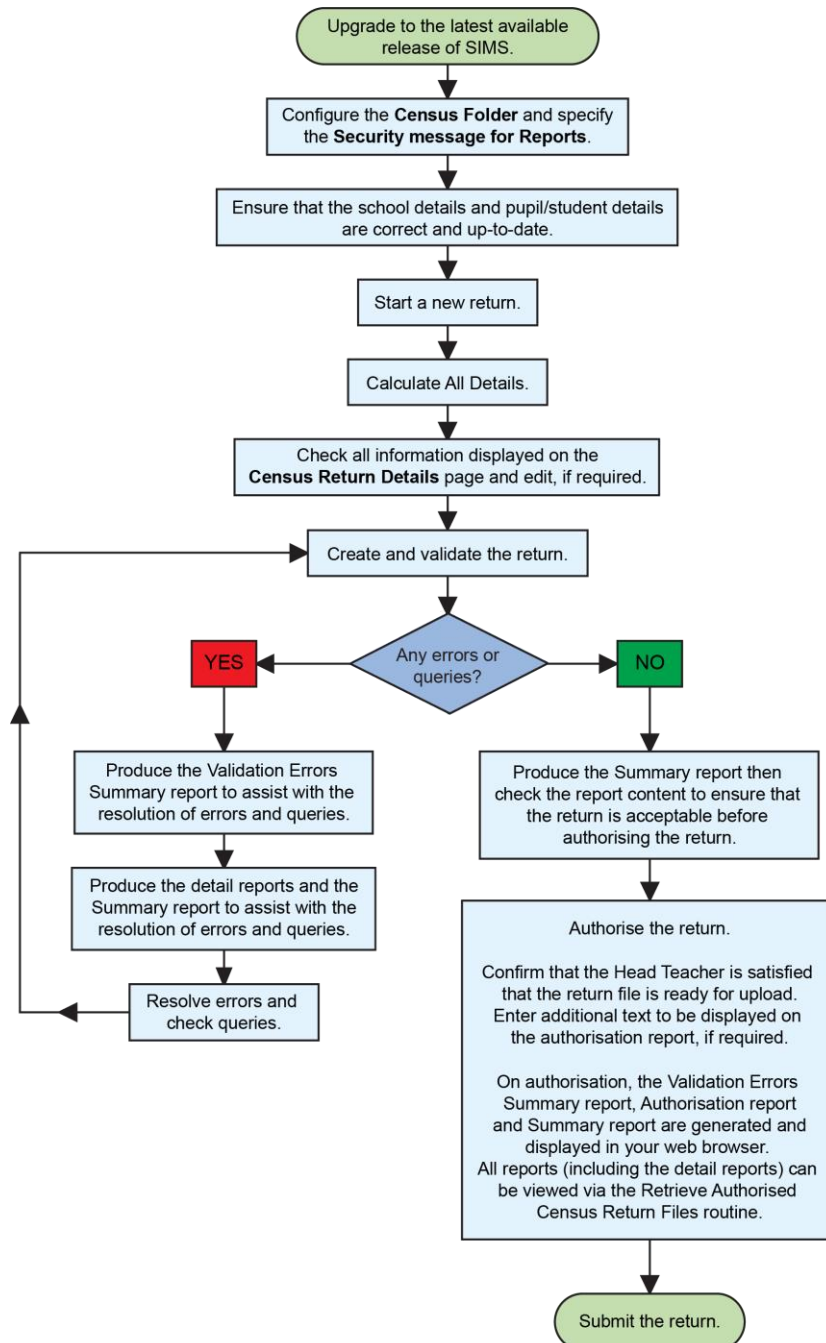 Upgrade to the latest available
release of SIMS.
Configure the Census Folder and specify
the Security message for Reports.
Ensure that the school details and pupil/student details
are correct and up-to-date.
Start a new return.
Calculate All Details.
Check all information displayed on the
Census Return Details page and edit, if required.
Create and validate the return.
Any errors or
queries?
YES
NO
Produce the Validation Errors
Summary report to assist with the
resolution of errors and queries.
Produce the detail reports and the
Summary report to assist with the
resolution of errors and queries.
Resolve errors and
check queries.
Produce the Summary report then
check the report content to ensure that
the return is acceptable before
authorising the return.
Authorise the return.
Confirm that the Head Teacher is satisfied
that the return file is ready for upload.
Enter additional text to be displayed on
the authorisation report, if required.
On authorisation, the Validation Errors
Summary report, Authorisation report
and Summary report are generated and
displayed in your web browser.
All reports (including the detail reports) can
be viewed via the Retrieve Authorised
Census Return Files routine.
Submit the return.